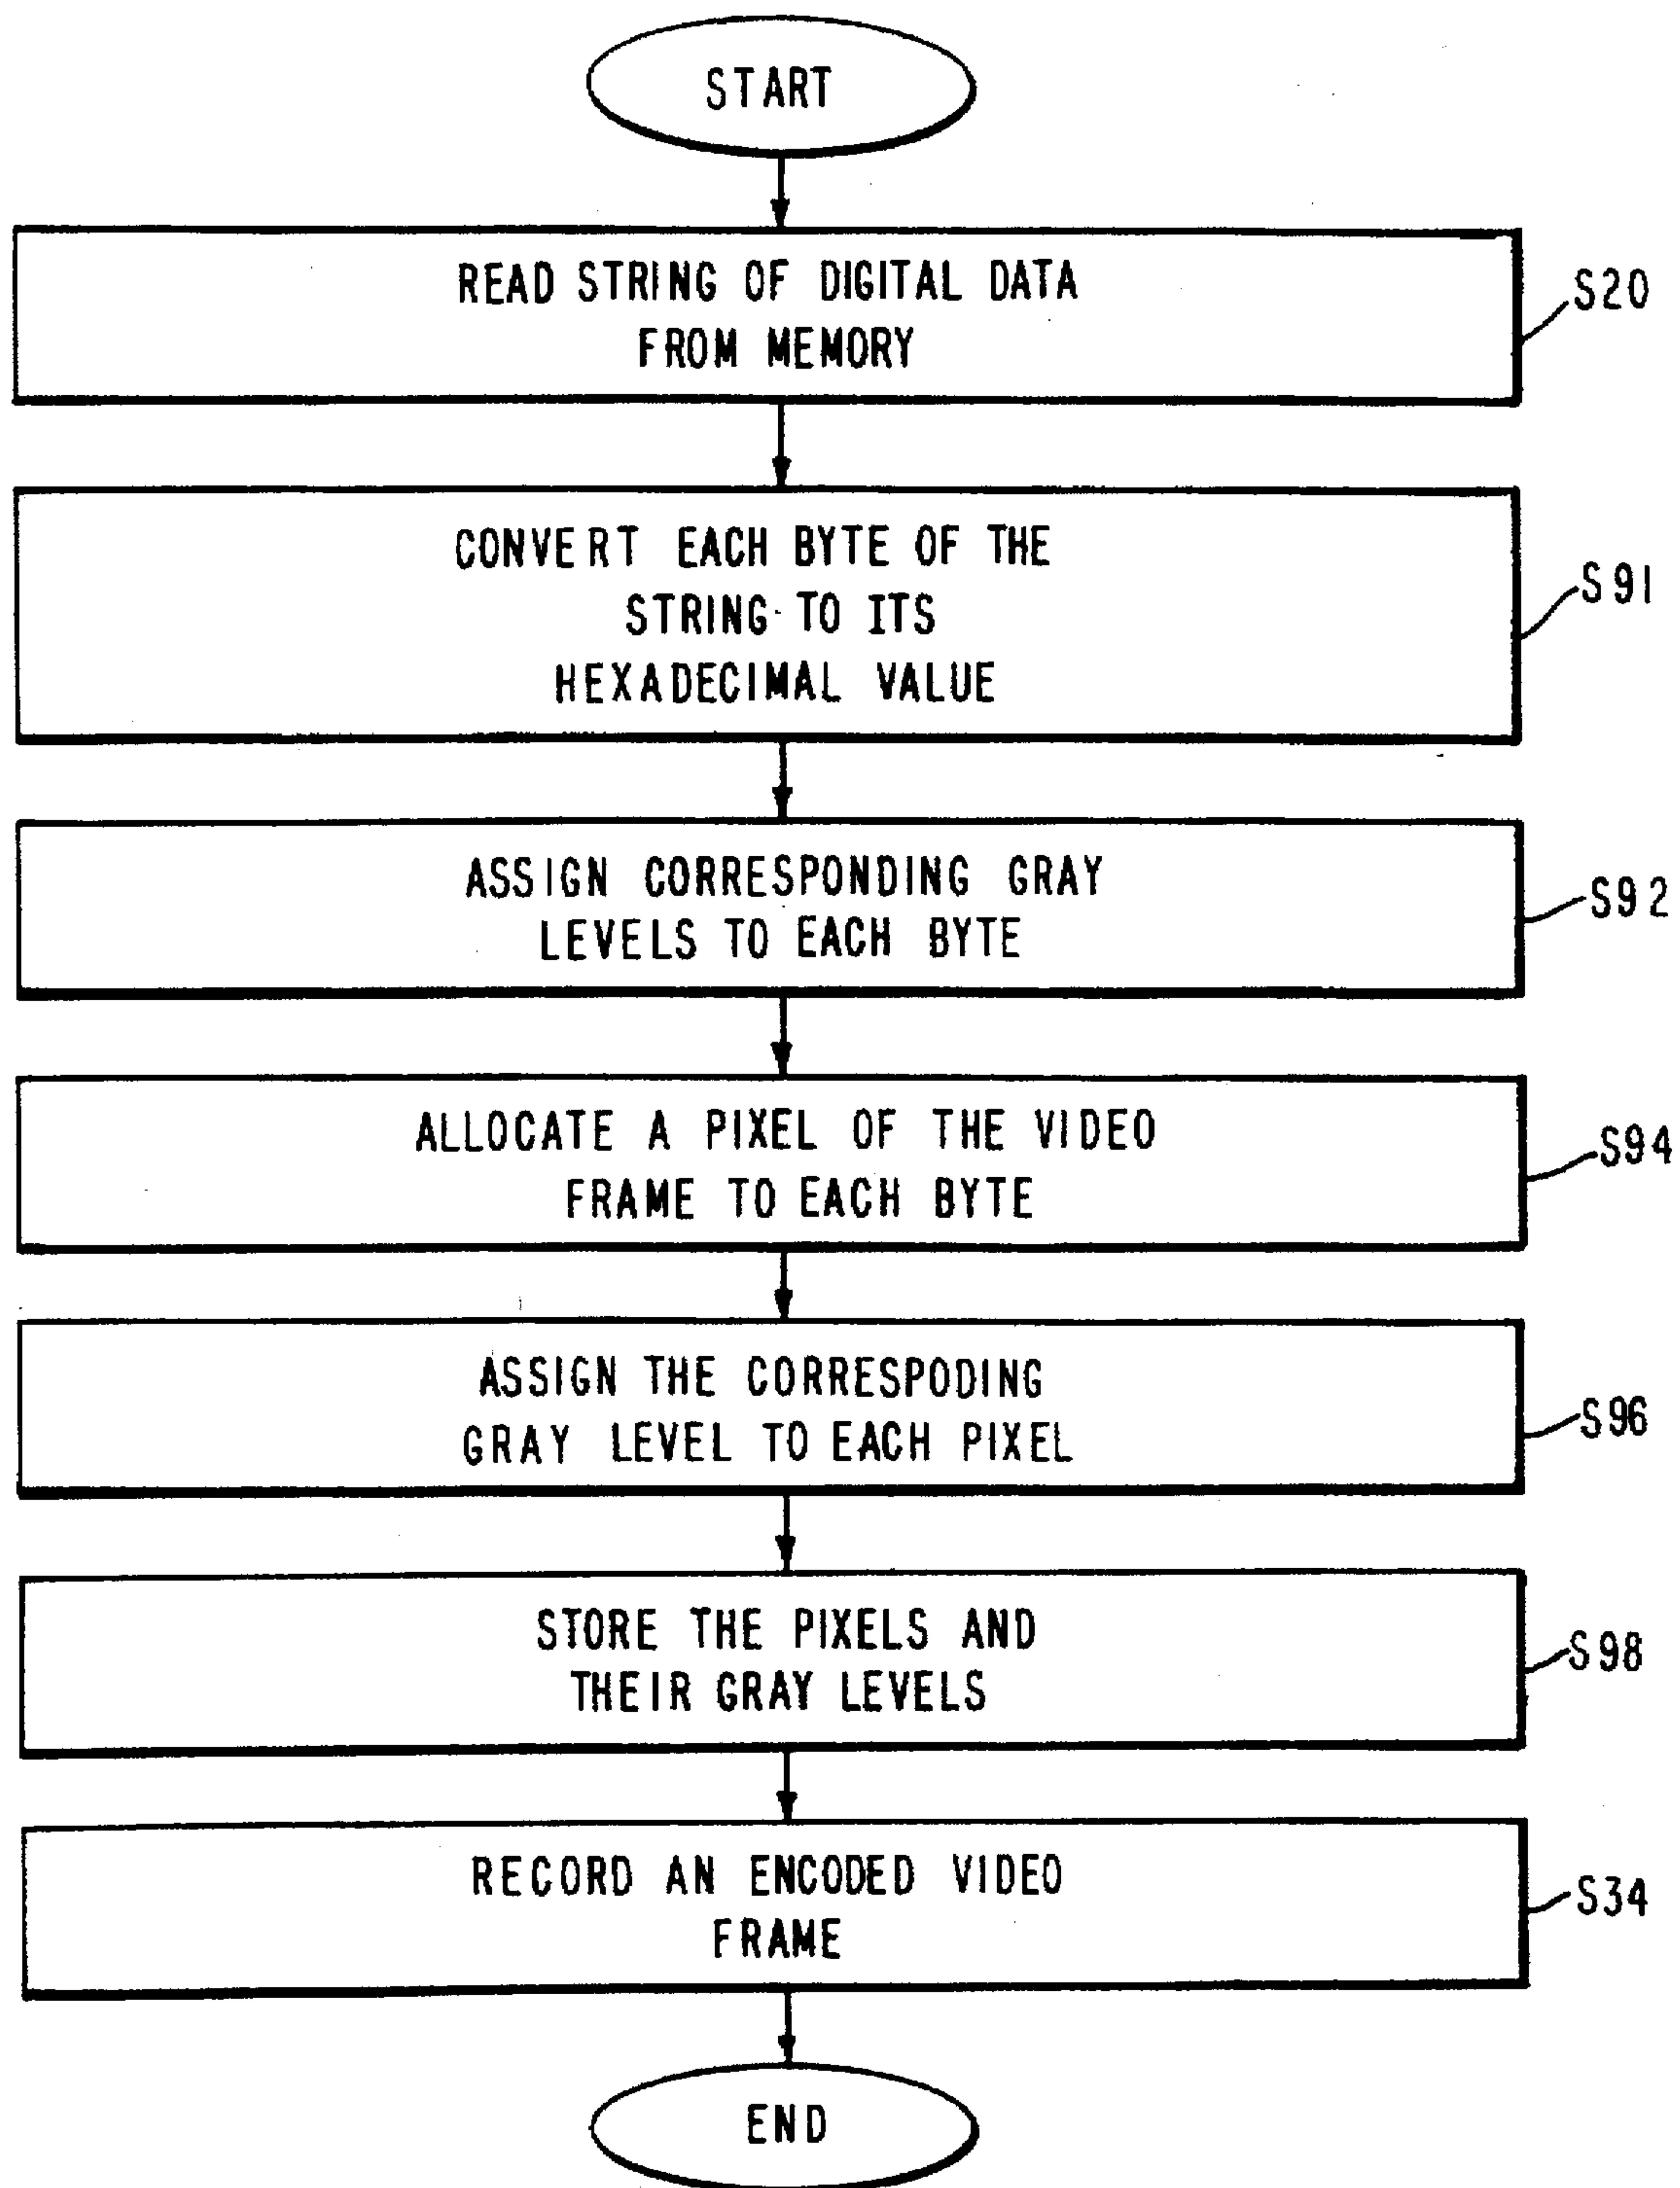 START
READ STRING OF DIGITAL DATA
FROM MEMORY
S20
CONVERT EACH BYTE OF THE
STRING TO ITS
HEXADECIMAL VALUE
S91
ASSIGN CORRESPONDING GRAY
LEVELS TO EACH BYTE
S92
ALLOCATE A PIXEL OF THE VIDEO
FRAME TO EACH BYTE
S94
ASSIGN THE CORRESPODING
GRAY LEVEL TO EACH PIXEL
S96
STORE THE PIXELS AND
THEIR GRAY LEVELS
S98
RECORD AN ENCODED VIDEO
FRAME
S34
END